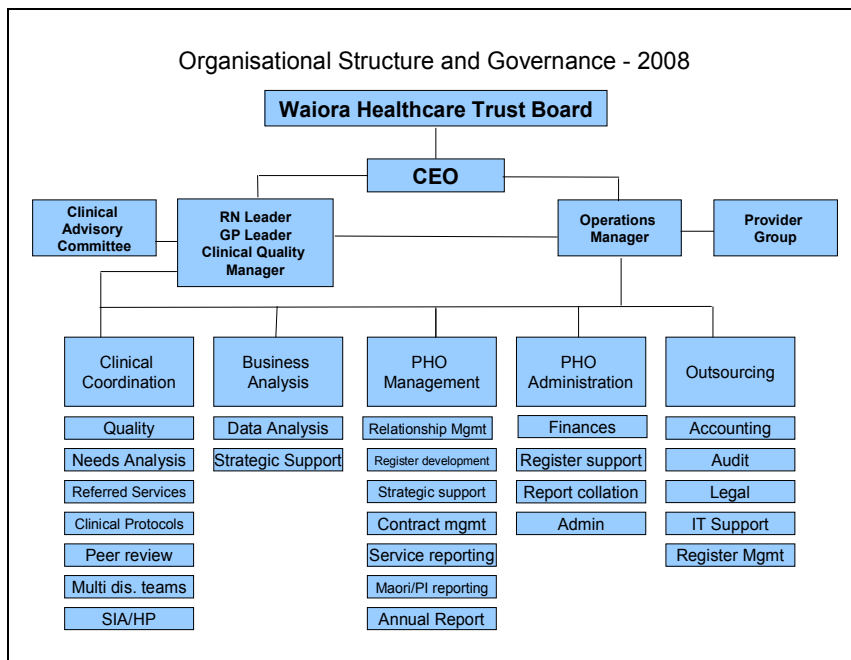 Organisational Structure and Governance - 2008
Waiora Healthcare Trust Board
CEO
Clinical
Advisory
Committee
RN Leader
GP Leader
Clinical Quality
Manager
Operations
Manager
Provider
Group
Clinical
Coordination
Quality
Needs Analysis
Referred Services
Clinical Protocols
Peer review
Multi dis. teams
SIA/HP
Business
Analysis
Data Analysis
Strategic Support
PHO
Management
Relationship Mgmt
Register development
Strategic support
Contract mgmt
Service reporting
Maori/PI reporting
Annual Report
PHO
Administration
Finances
Register support
Report collation
Admin
Outsourcing
Accounting
Audit
Legal
IT Support
Register Mgmt